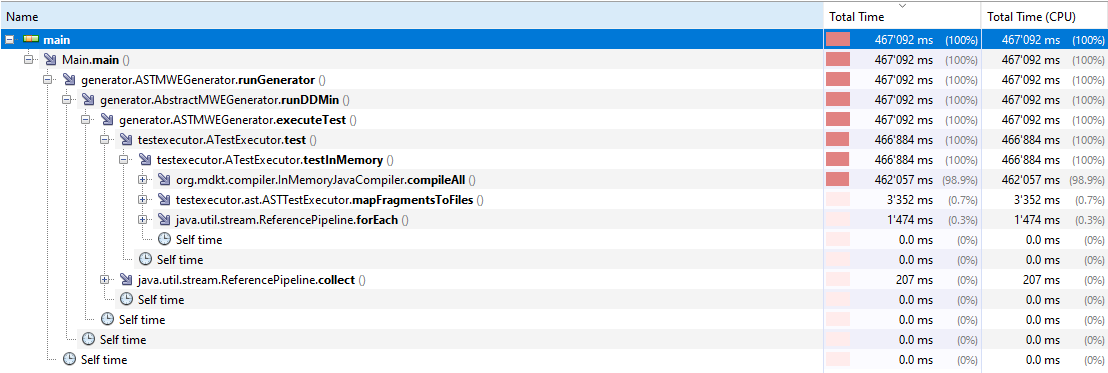 Name Total Time Total Time (CPU)
main 467'092 ms (100%) 467'092 ms (100%)
Main.main () 467'092 ms (100%) 467'092 ms (100%)
generator.ASTMWEGenerator.runGenerator () 467'092 ms (100%) 467'092 ms (100%)
generator.AbstractMWEGenerator.runDDMin () 467'092 ms (100%) 467'092 ms (100%)
generator.ASTMWEGenerator.executeTest () 467'092 ms (100%) 467'092 ms (100%)
testexecutor.ATestExecutor.test () 466'884 ms (100%) 466'884 ms (100%)
testexecutor.ATestExecutor.testInMemory () 466'884 ms (100%) 466'884 ms (100%)
org.mdkt.compiler.InMemoryJavaCompiler.compileAll () 462'057 ms (98.9%) 462'057 ms (98.9%)
testexecutor.ast.ASTTestExecutor.mapFragmentsToFiles () 3'352 ms (0.7%) 3'352 ms (0.7%)
java.util.stream.ReferencePipeline.forEach () 1'474 ms (0.3%) 1'474 ms (0.3%)
Self time 0.0 ms (0%) 0.0 ms (0%)
Self time 0.0 ms (0%) 0.0 ms (0%)
java.util.stream.ReferencePipeline.collect () 207 ms (0%) 207 ms (0%)
Self time 0.0 ms (0%) 0.0 ms (0%)
Self time 0.0 ms (0%) 0.0 ms (0%)
Self time 0.0 ms (0%) 0.0 ms (0%)
Self time 0.0 ms (0%) 0.0 ms (0%)